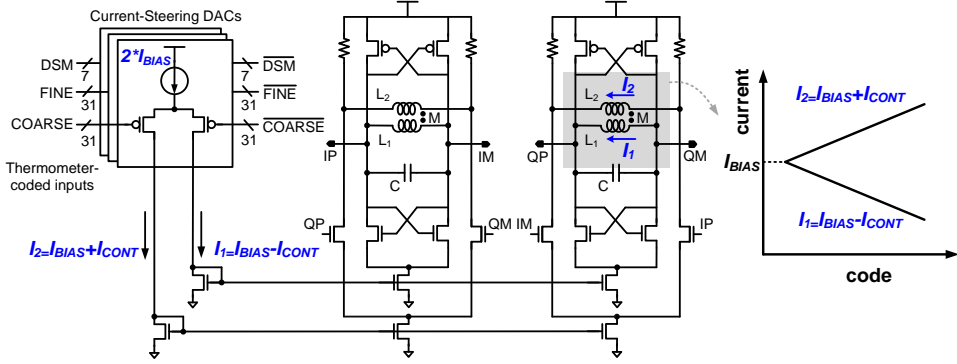 Current-Steering DACs
2*I_BIAS
DSM
7
DSM
7
FINE
31
FINE
31
COARSE
31
COARSE
31
Thermometer-
coded inputs
I2=IBIAS+ICONT
I1=IBIAS-ICONT
L2
M
L1
IP
IM
C
QP
QM
L2
I2
M
L1
I1
QP
QM
C
IM
IP
current
I2=IBIAS+ICONT
IBIAS
I1=IBIAS-ICONT
code